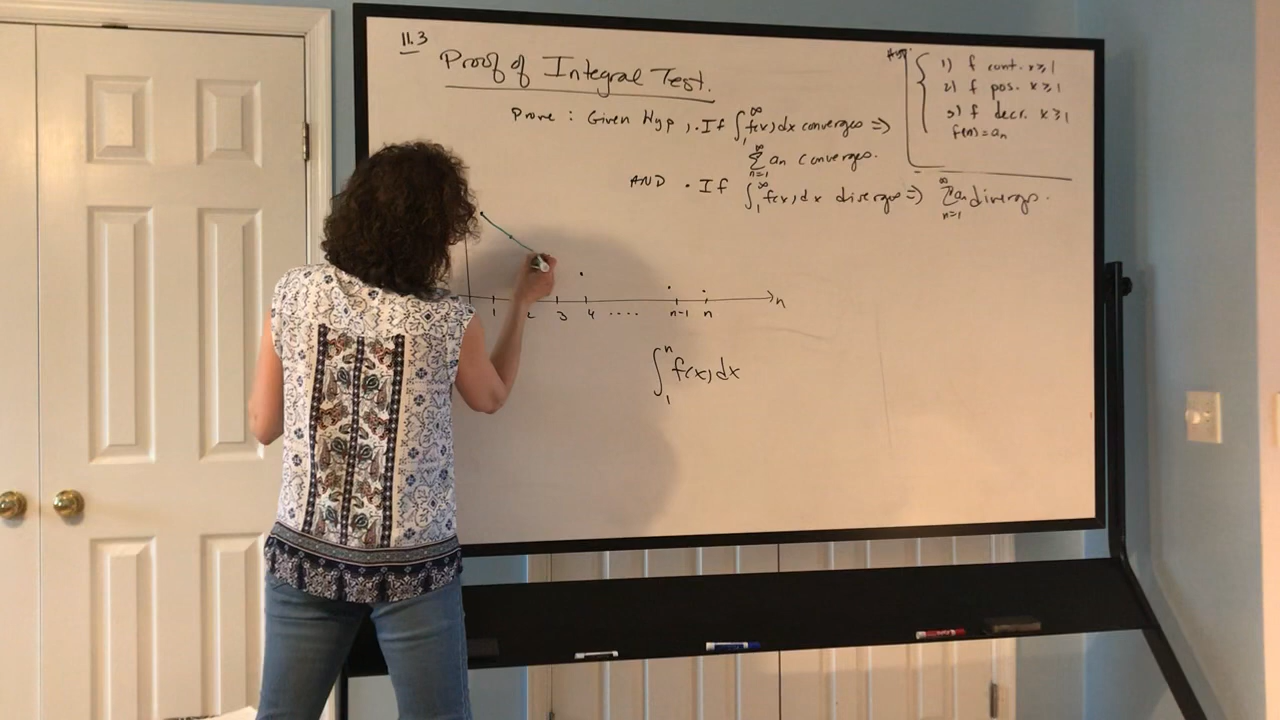 11.3
Proof of Integral Test.
1) f cont. x ≥ 1
2) f pos. x ≥ 1
3) f decr. x ≥ 1
f(n) = an
Prove : Given Hyp, . If ∫₁^∞ f(x) dx converges ⇒
∑_{n=1}^∞ an converges.
AND . If ∫₁^∞ f(x) dx diverges ⇒ ∑_{n=1}^∞ an diverges.
1 2 3 4 .... n-1 n n
∫₁ⁿ f(x) dx